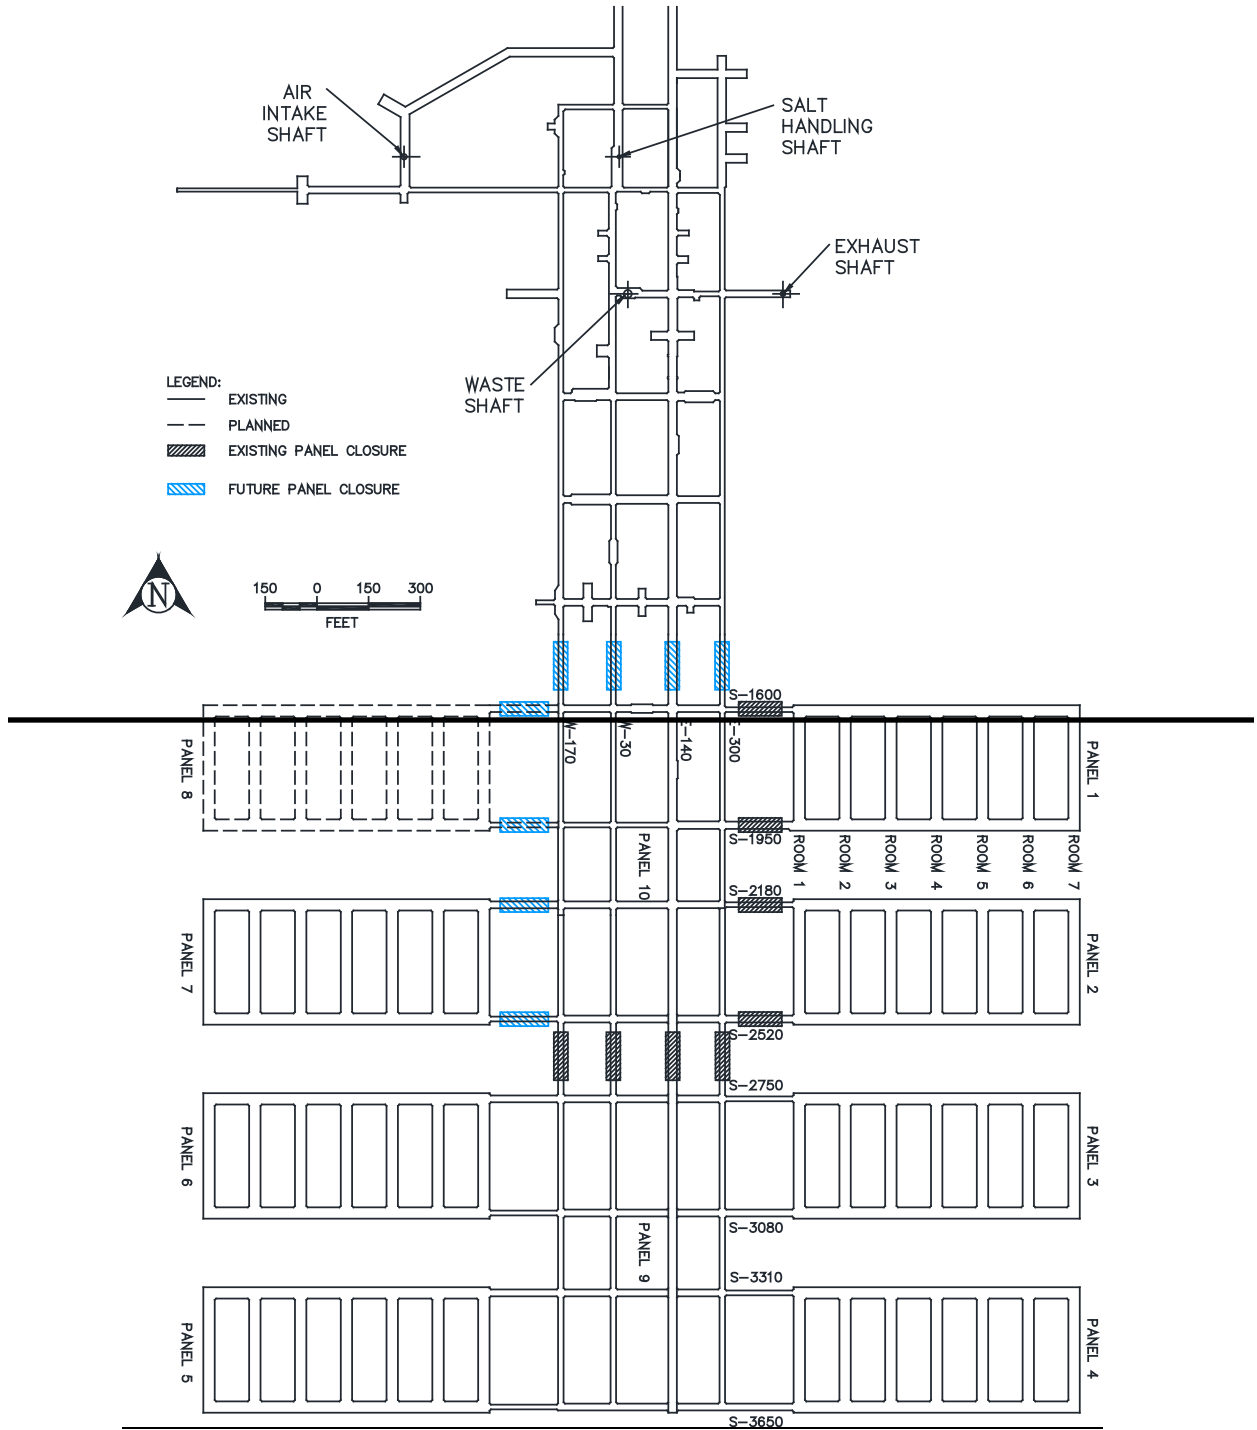 AIR
INTAKE
SHAFT
SALT
HANDLING
SHAFT
EXHAUST
SHAFT
WASTE
SHAFT
LEGEND:
EXISTING
PLANNED
EXISTING PANEL CLOSURE
FUTURE PANEL CLOSURE
N
150 0 150 300
FEET
S-1600
W-170
W-30
E-140
E-300
PANEL 8
PANEL 1
S-1950
PANEL 10
ROOM 1
ROOM 2
ROOM 3
ROOM 4
ROOM 5
ROOM 6
ROOM 7
S-2180
PANEL 7
PANEL 2
S-2520
S-2750
PANEL 6
PANEL 3
S-3080
PANEL 9
S-3310
PANEL 5
PANEL 4
S-3650